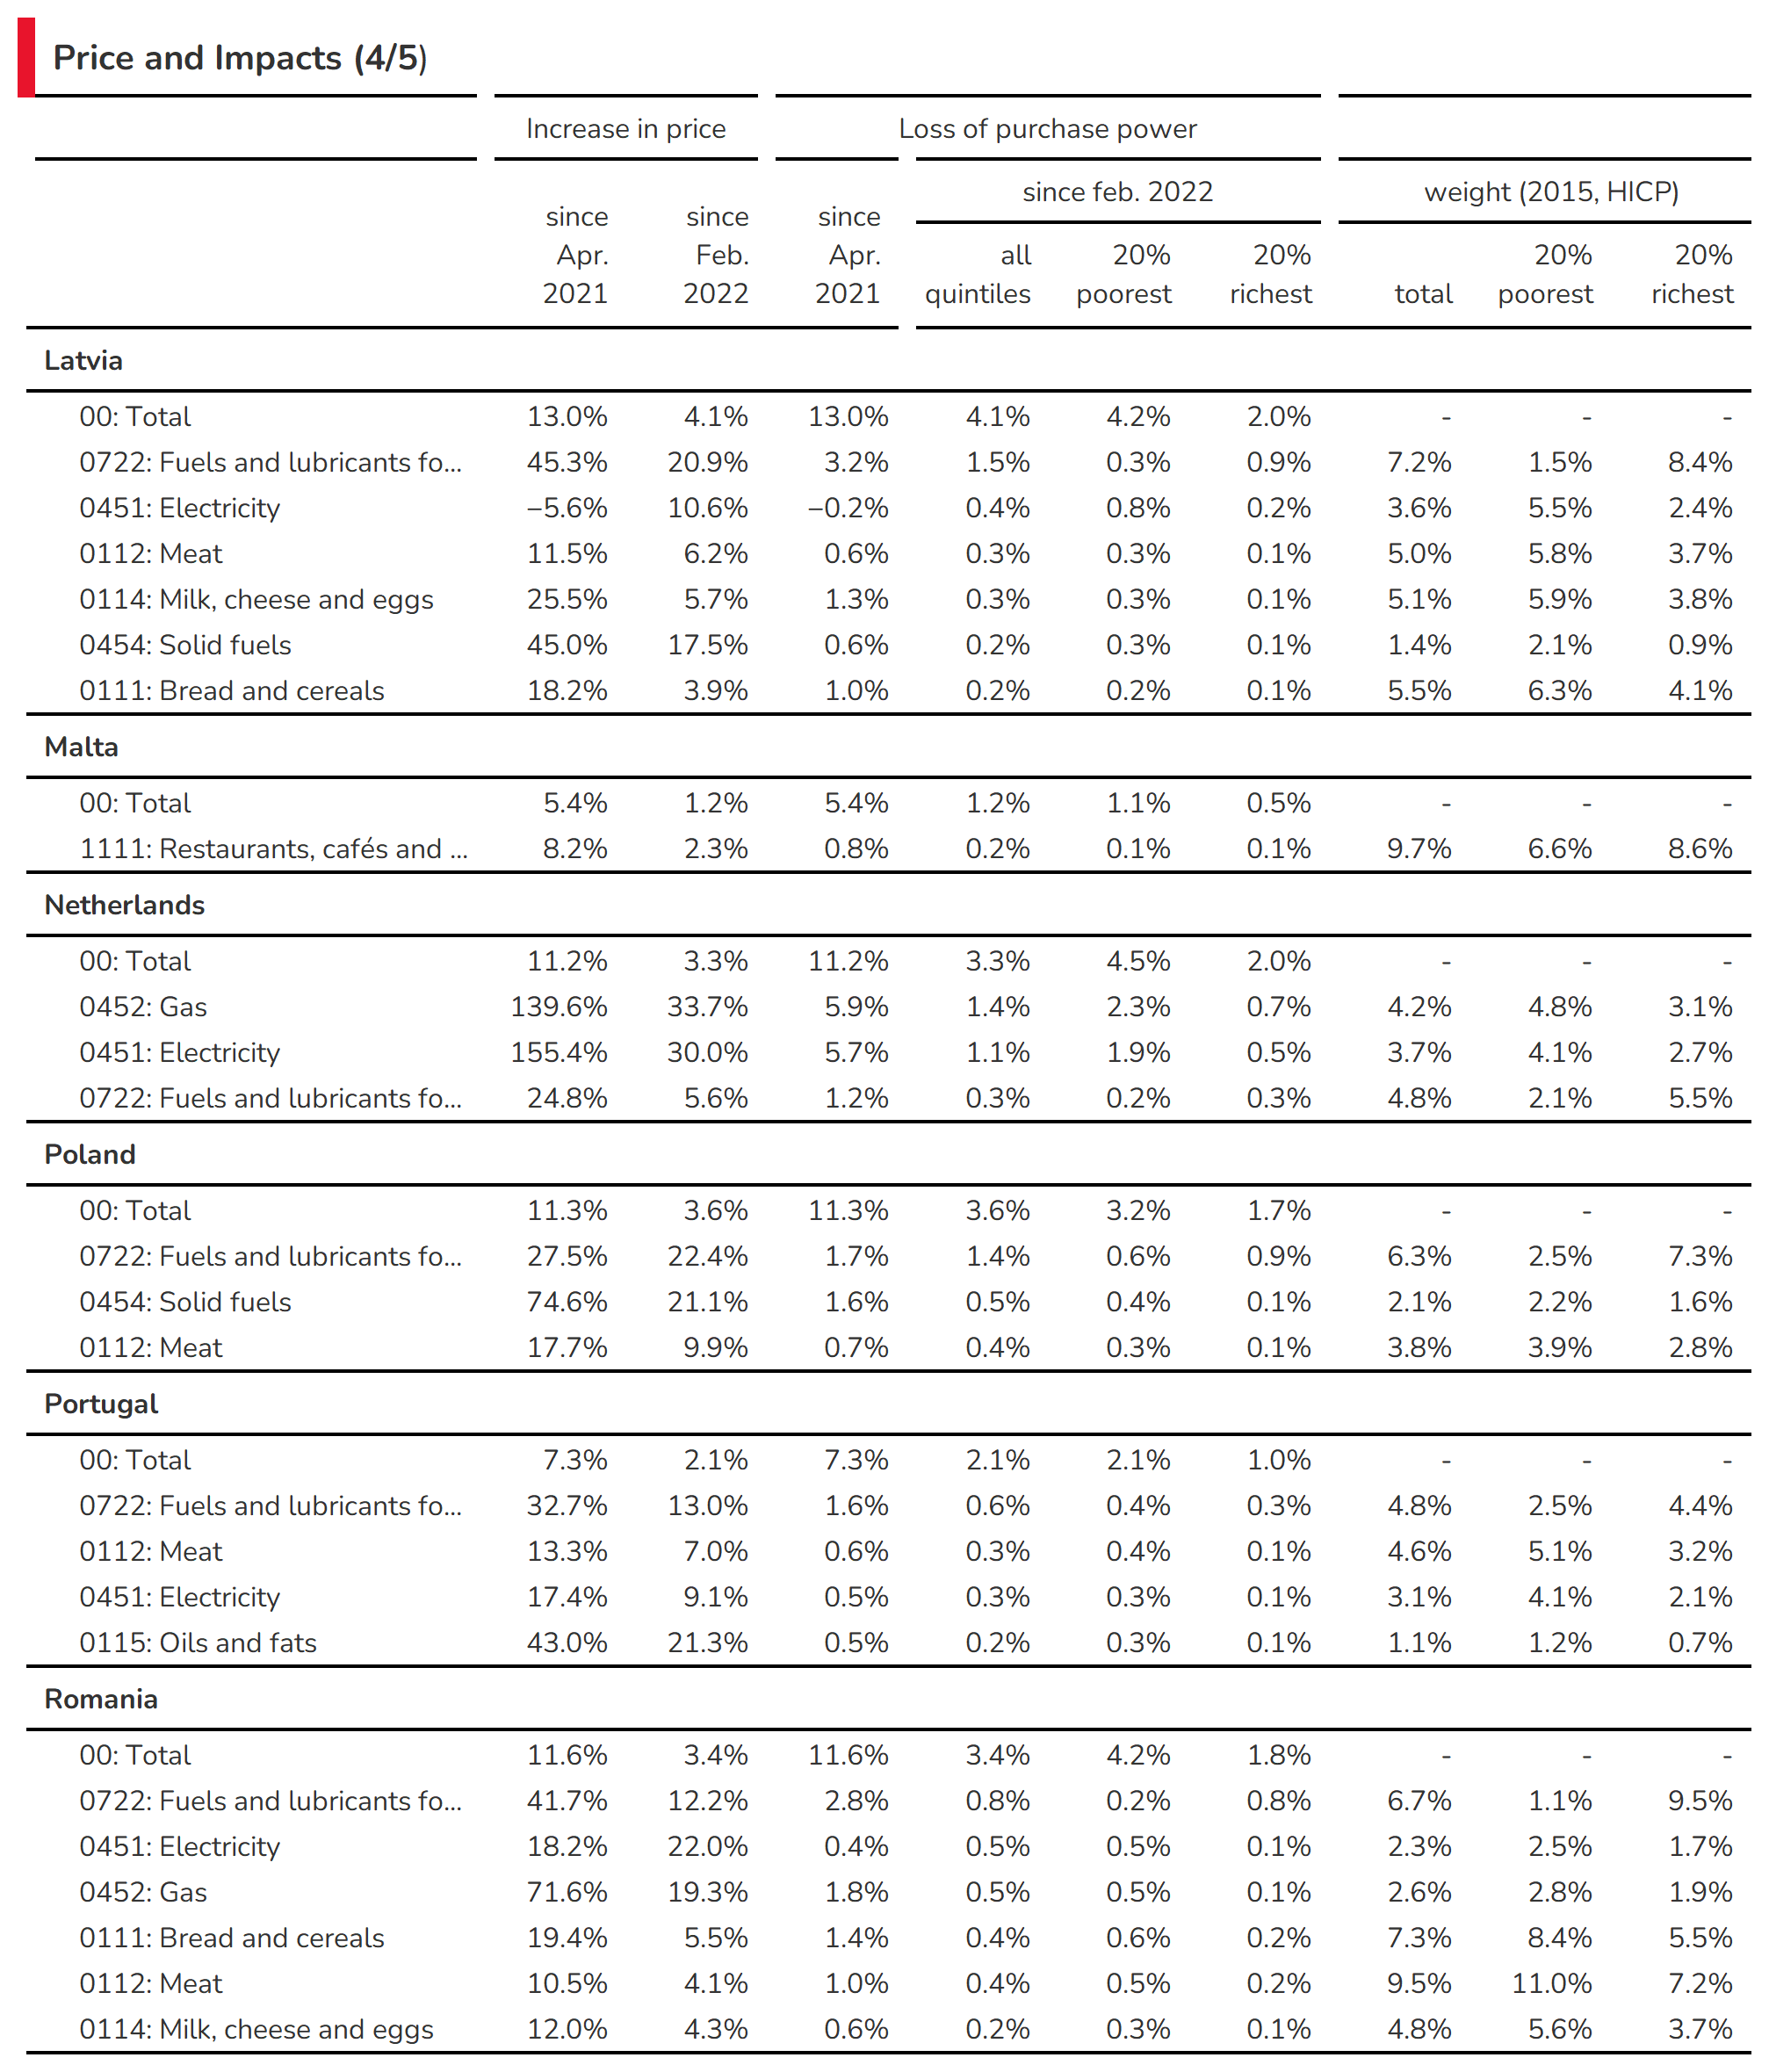 Price and Impacts (4/5)
Increase in price Loss of purchase power
since feb. 2022 weight (2015, HICP)
since since since
Apr. Feb. Apr. all 20% 20% 20% 20%
2021 2022 2021 quintiles poorest richest total poorest richest
Latvia
00: Total 13.0% 4.1% 13.0% 4.1% 4.2% 2.0% - - -
0722: Fuels and lubricants fo... 45.3% 20.9% 3.2% 1.5% 0.3% 0.9% 7.2% 1.5% 8.4%
0451: Electricity −5.6% 10.6% −0.2% 0.4% 0.8% 0.2% 3.6% 5.5% 2.4%
0112: Meat 11.5% 6.2% 0.6% 0.3% 0.3% 0.1% 5.0% 5.8% 3.7%
0114: Milk, cheese and eggs 25.5% 5.7% 1.3% 0.3% 0.3% 0.1% 5.1% 5.9% 3.8%
0454: Solid fuels 45.0% 17.5% 0.6% 0.2% 0.3% 0.1% 1.4% 2.1% 0.9%
0111: Bread and cereals 18.2% 3.9% 1.0% 0.2% 0.2% 0.1% 5.5% 6.3% 4.1%
Malta
00: Total 5.4% 1.2% 5.4% 1.2% 1.1% 0.5% - - -
1111: Restaurants, cafés and ... 8.2% 2.3% 0.8% 0.2% 0.1% 0.1% 9.7% 6.6% 8.6%
Netherlands
00: Total 11.2% 3.3% 11.2% 3.3% 4.5% 2.0% - - -
0452: Gas 139.6% 33.7% 5.9% 1.4% 2.3% 0.7% 4.2% 4.8% 3.1%
0451: Electricity 155.4% 30.0% 5.7% 1.1% 1.9% 0.5% 3.7% 4.1% 2.7%
0722: Fuels and lubricants fo... 24.8% 5.6% 1.2% 0.3% 0.2% 0.3% 4.8% 2.1% 5.5%
Poland
00: Total 11.3% 3.6% 11.3% 3.6% 3.2% 1.7% - - -
0722: Fuels and lubricants fo... 27.5% 22.4% 1.7% 1.4% 0.6% 0.9% 6.3% 2.5% 7.3%
0454: Solid fuels 74.6% 21.1% 1.6% 0.5% 0.4% 0.1% 2.1% 2.2% 1.6%
0112: Meat 17.7% 9.9% 0.7% 0.4% 0.3% 0.1% 3.8% 3.9% 2.8%
Portugal
00: Total 7.3% 2.1% 7.3% 2.1% 2.1% 1.0% - - -
0722: Fuels and lubricants fo... 32.7% 13.0% 1.6% 0.6% 0.4% 0.3% 4.8% 2.5% 4.4%
0112: Meat 13.3% 7.0% 0.6% 0.3% 0.4% 0.1% 4.6% 5.1% 3.2%
0451: Electricity 17.4% 9.1% 0.5% 0.3% 0.3% 0.1% 3.1% 4.1% 2.1%
0115: Oils and fats 43.0% 21.3% 0.5% 0.2% 0.3% 0.1% 1.1% 1.2% 0.7%
Romania
00: Total 11.6% 3.4% 11.6% 3.4% 4.2% 1.8% - - -
0722: Fuels and lubricants fo... 41.7% 12.2% 2.8% 0.8% 0.2% 0.8% 6.7% 1.1% 9.5%
0451: Electricity 18.2% 22.0% 0.4% 0.5% 0.5% 0.1% 2.3% 2.5% 1.7%
0452: Gas 71.6% 19.3% 1.8% 0.5% 0.5% 0.1% 2.6% 2.8% 1.9%
0111: Bread and cereals 19.4% 5.5% 1.4% 0.4% 0.6% 0.2% 7.3% 8.4% 5.5%
0112: Meat 10.5% 4.1% 1.0% 0.4% 0.5% 0.2% 9.5% 11.0% 7.2%
0114: Milk, cheese and eggs 12.0% 4.3% 0.6% 0.2% 0.3% 0.1% 4.8% 5.6% 3.7%